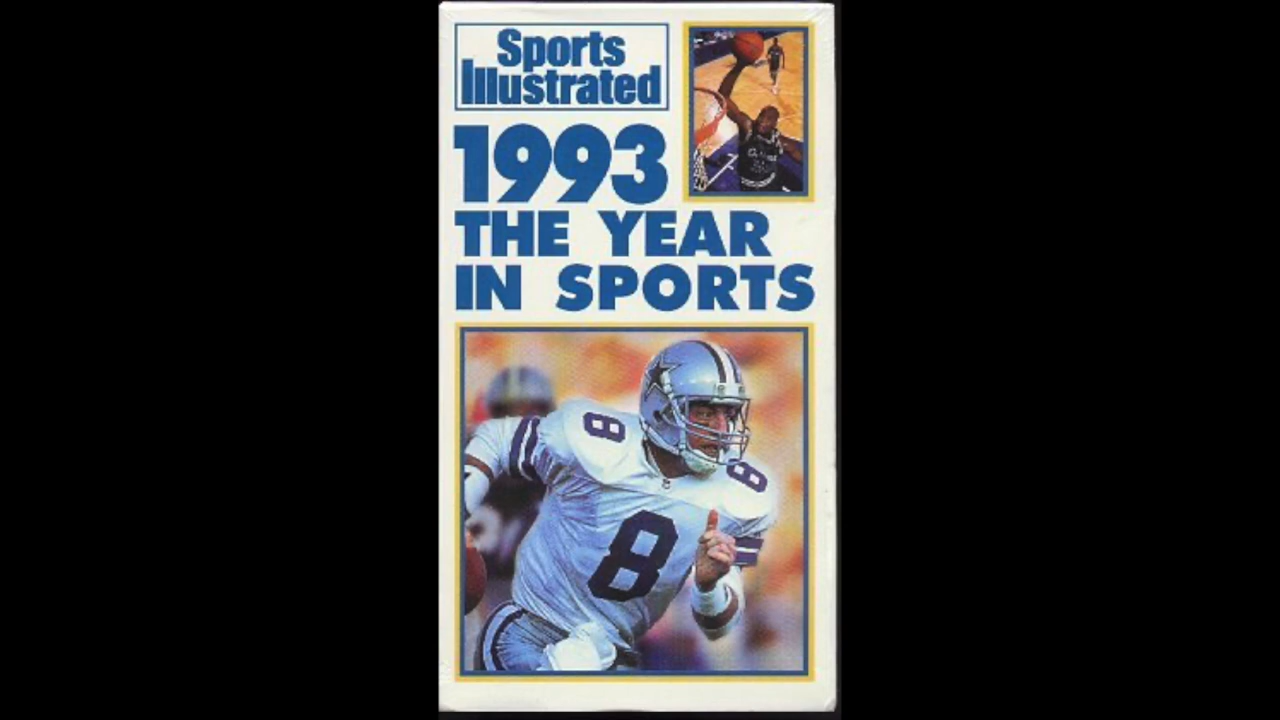 Sports
Illustrated
1993
THE YEAR
IN SPORTS
8
8
8